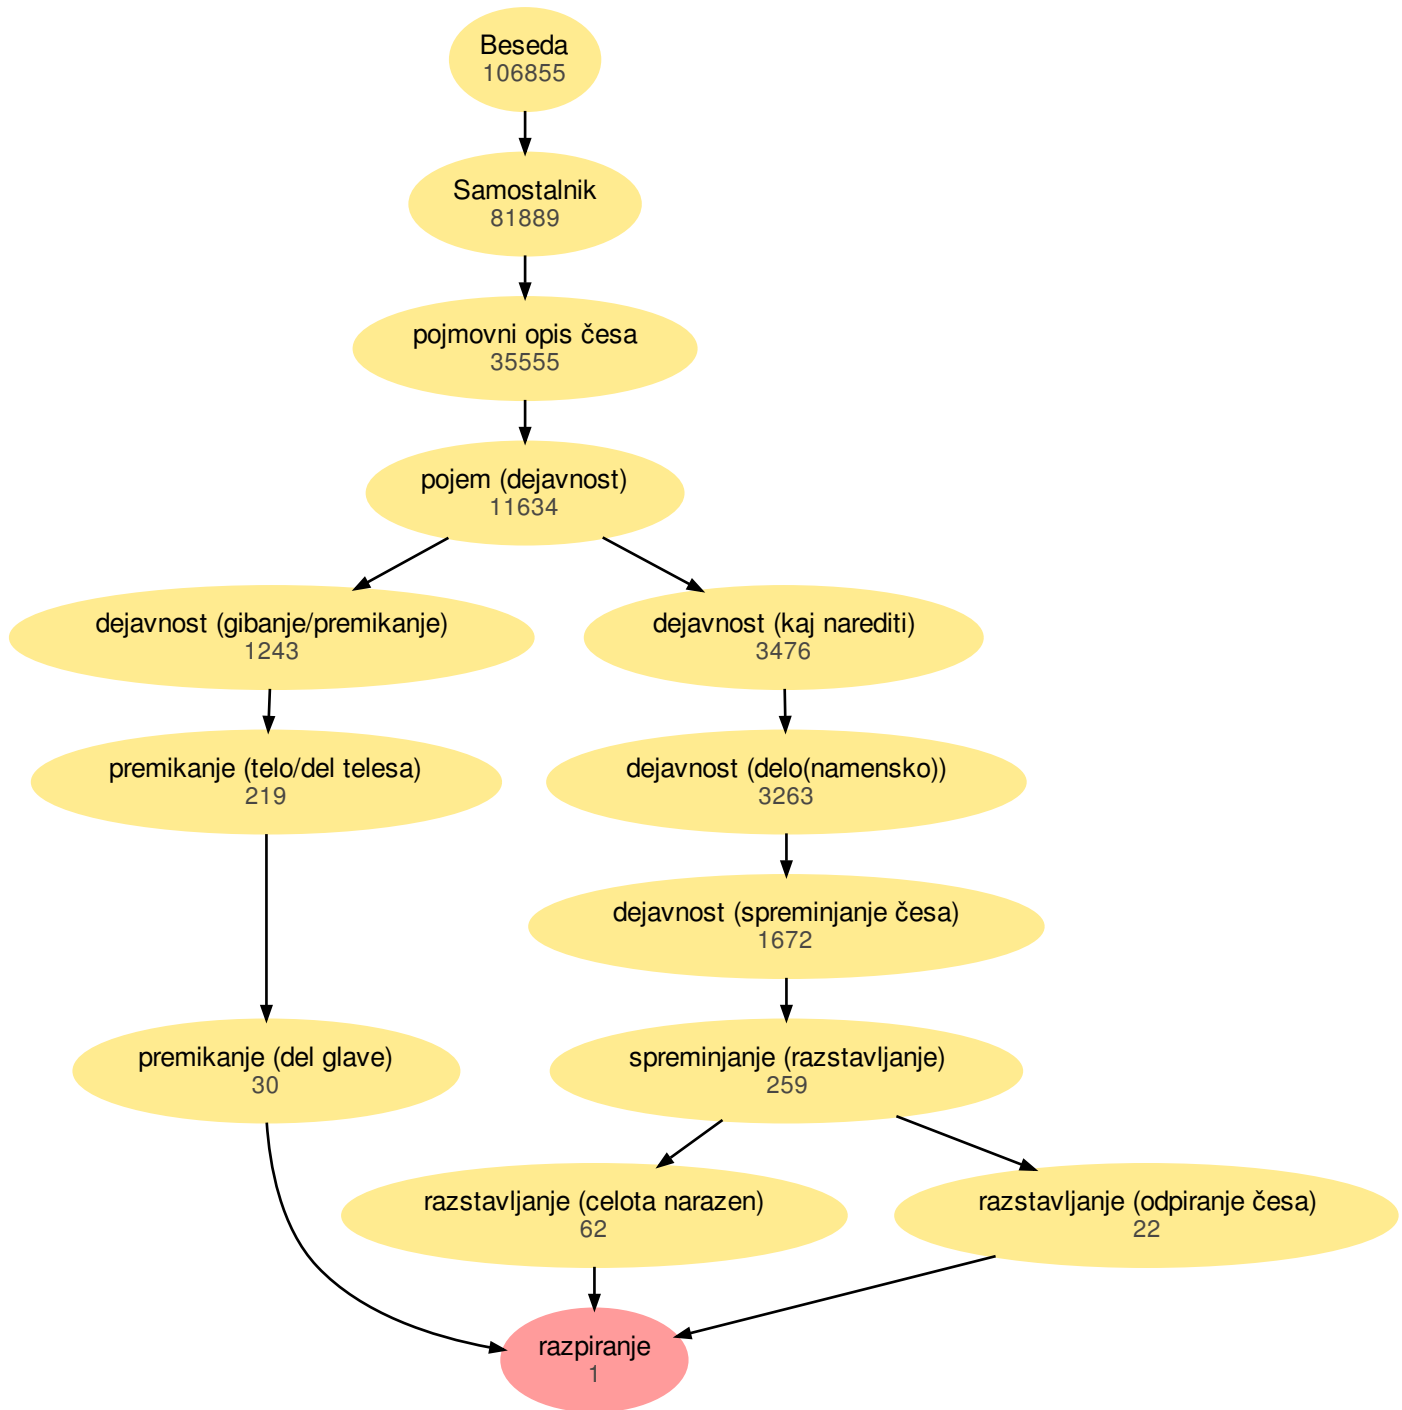 Beseda
106855
Samostalnik
81889
pojmovni opis česa
35555
pojem (dejavnost)
11634
dejavnost (gibanje/premikanje)
1243
dejavnost (kaj narediti)
3476
premikanje (telo/del telesa)
219
dejavnost (delo(namensko))
3263
dejavnost (spreminjanje česa)
1672
premikanje (del glave)
30
spreminjanje (razstavljanje)
259
razstavljanje (celota narazen)
62
razstavljanje (odpiranje česa)
22
razpiranje
1